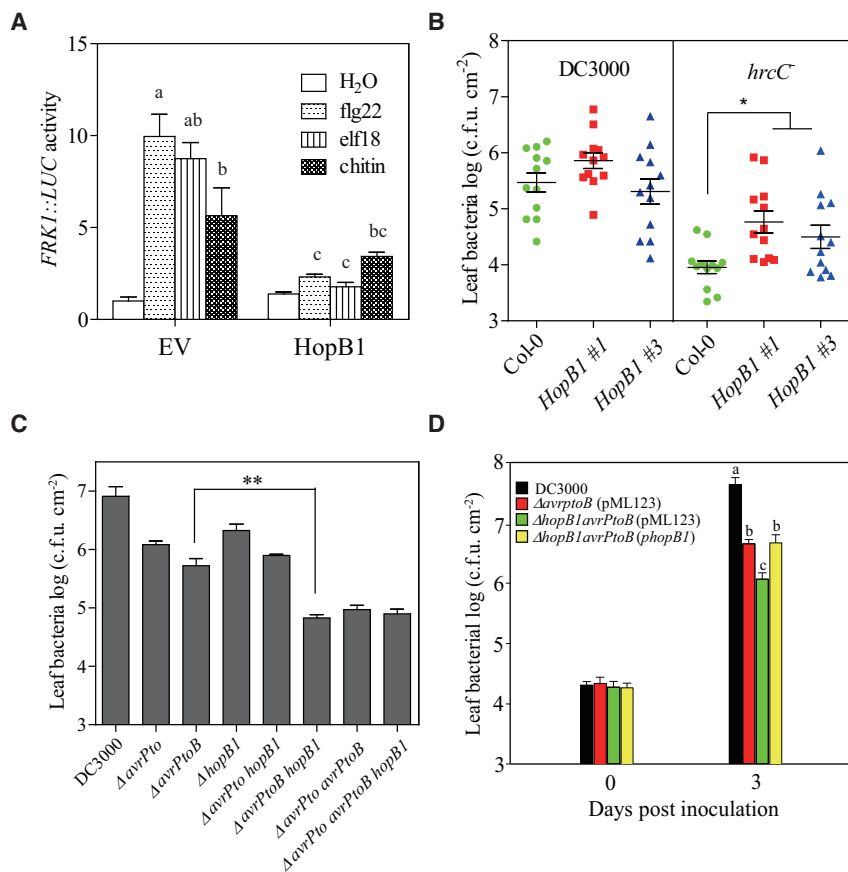 A
FRK1::LUC activity
15
10
5
0
H₂O
flg22
elf18
chitin
a
ab
b
c
c
bc
EV
HopB1
B
Leaf bacteria log (c.f.u. cm⁻²)
8
7
6
5
4
3
DC3000
hrcC⁻
*
Col-0
HopB1 #1
HopB1 #3
Col-0
HopB1 #1
HopB1 #3
C
Leaf bacteria log (c.f.u. cm⁻²)
7
6
5
4
3
**
DC3000
ΔavrPto
ΔavrPtoB
ΔhopB1
ΔavrPto hopB1
ΔavrPtoB hopB1
ΔavrPto avrPtoB
ΔavrPto avrPtoB hopB1
D
Leaf bacterial log (c.f.u. cm⁻²)
8
7
6
5
4
3
DC3000
ΔavrptoB (pML123)
ΔhopB1avrPtoB (pML123)
ΔhopB1avrPtoB (phopB1)
a
b
c
b
0
3
Days post inoculation